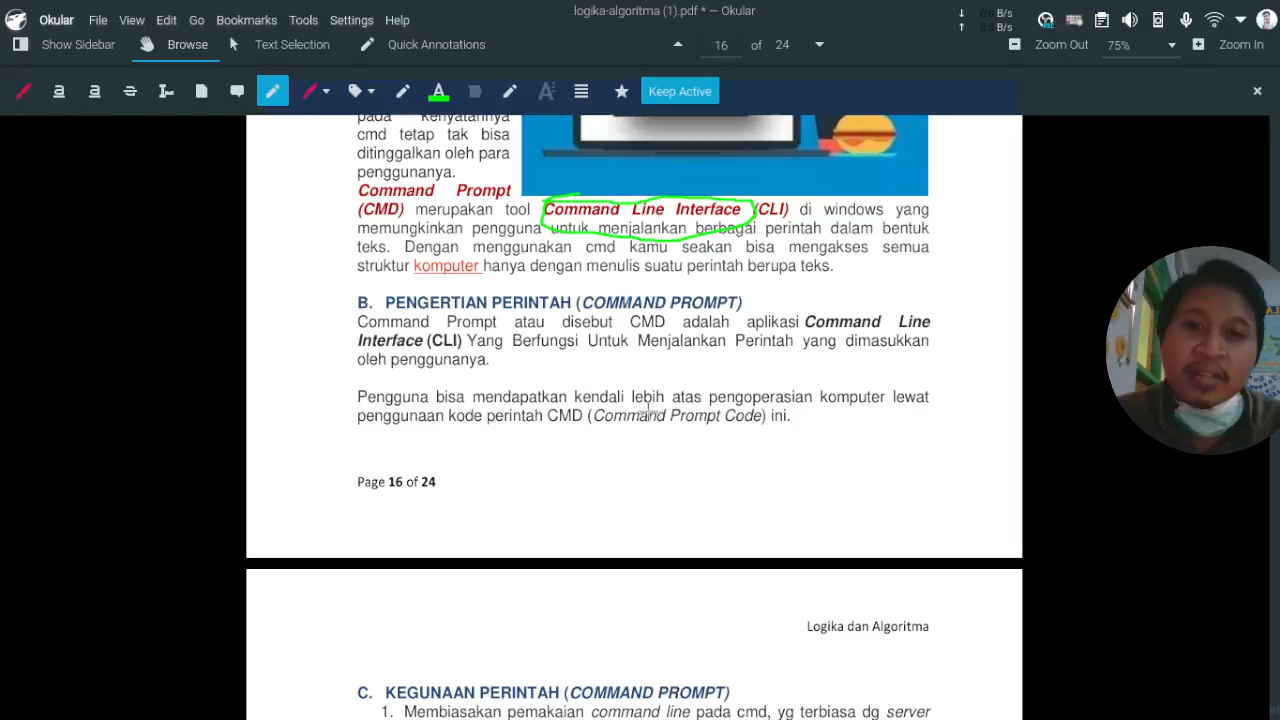 Okular File View Edit Go Bookmarks Tools Settings Help
logika-algoritma (1).pdf * — Okular
↓ 0.0 B/s
↑ 0.0 B/s
Show Sidebar Browse Text Selection Quick Annotations
16 of 24
Zoom Out 75% Zoom In
Keep Active
pada kenyatannya
cmd tetap tak bisa
ditinggalkan oleh para
penggunanya.
Command Prompt
(CMD) merupakan tool Command Line Interface (CLI) di windows yang
memungkinkan pengguna untuk menjalankan berbagai perintah dalam bentuk
teks. Dengan menggunakan cmd kamu seakan bisa mengakses semua
struktur komputer hanya dengan menulis suatu perintah berupa teks.
B. PENGERTIAN PERINTAH (COMMAND PROMPT)
Command Prompt atau disebut CMD adalah aplikasi Command Line
Interface (CLI) Yang Berfungsi Untuk Menjalankan Perintah yang dimasukkan
oleh penggunanya.
Pengguna bisa mendapatkan kendali lebih atas pengoperasian komputer lewat
penggunaan kode perintah CMD (Command Prompt Code) ini.
Page 16 of 24
Logika dan Algoritma
C. KEGUNAAN PERINTAH (COMMAND PROMPT)
1. Membiasakan pemakaian command line pada cmd, yg terbiasa dg server